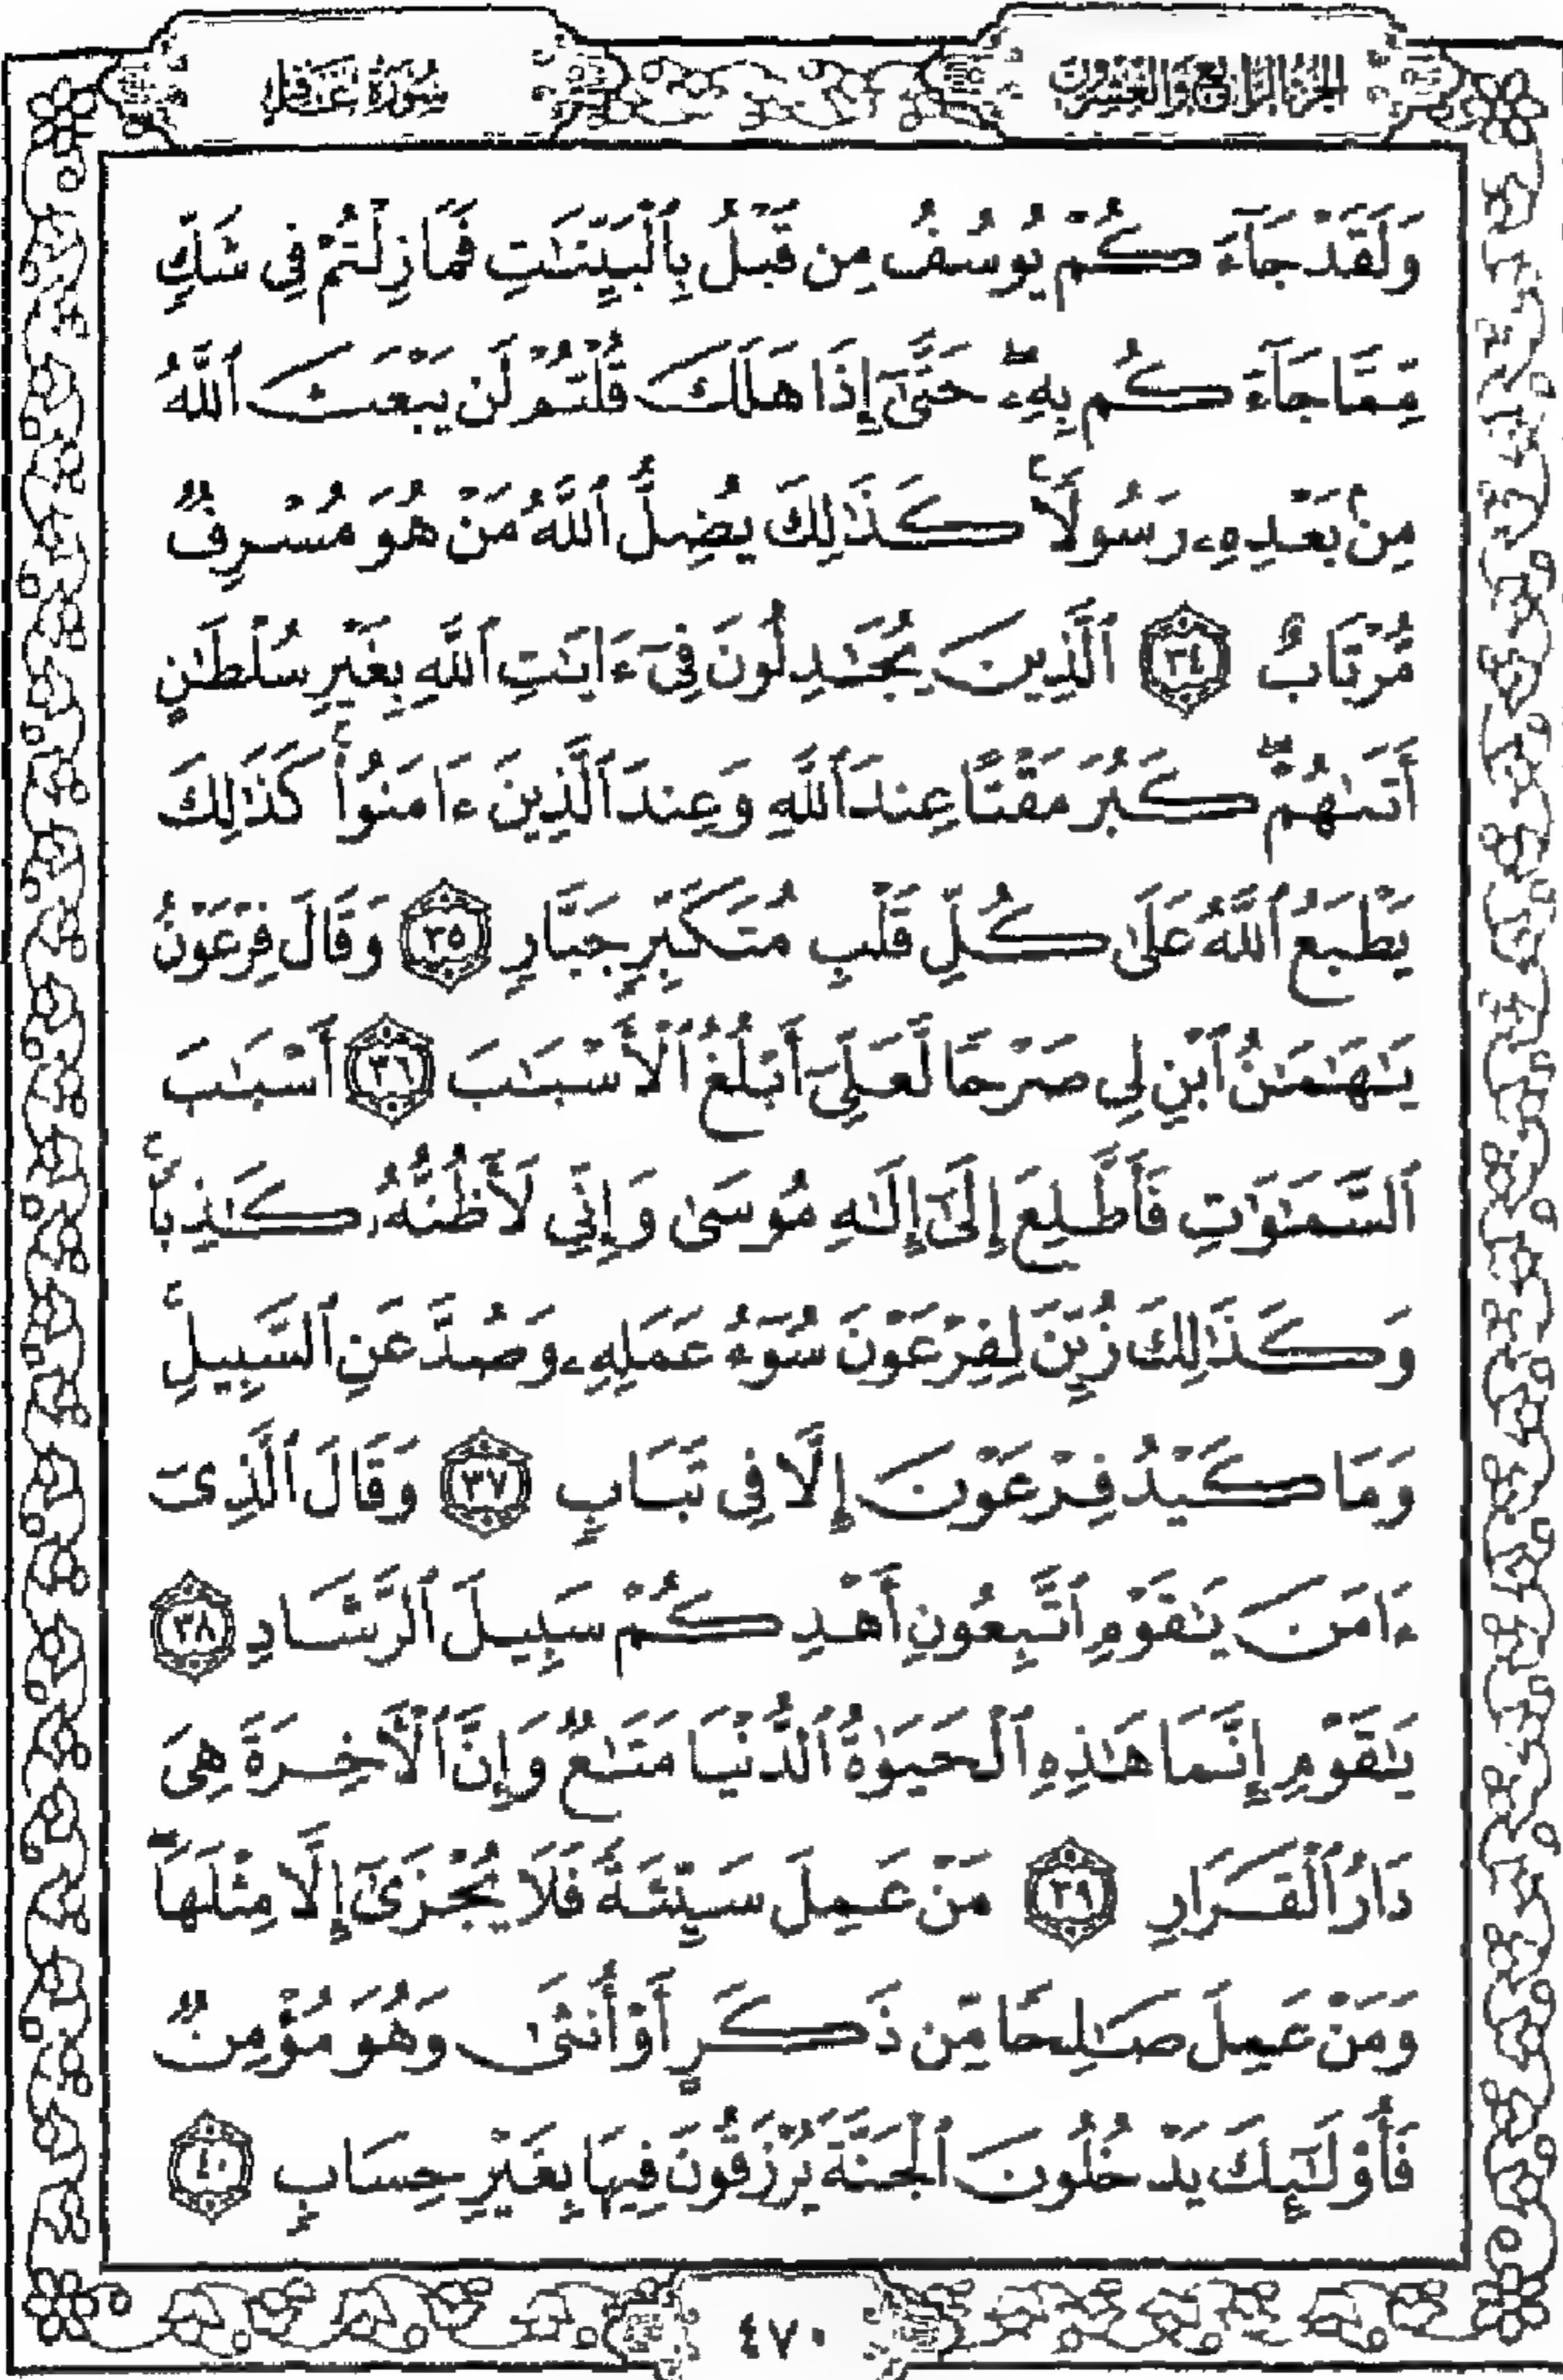 الجزء الرابع والعشرون
سورة غافر
وَلَقَدْ جَآءَكُمْ يُوسُفُ مِن قَبْلُ بِٱلْبَيِّنَٰتِ فَمَا زِلْتُمْ فِى شَكٍّ
مِّمَّا جَآءَكُم بِهِۦ ۖ حَتَّىٰٓ إِذَا هَلَكَ قُلْتُمْ لَن يَبْعَثَ ٱللَّهُ
مِنۢ بَعْدِهِۦ رَسُولًا ۚ كَذَٰلِكَ يُضِلُّ ٱللَّهُ مَنْ هُوَ مُسْرِفٌ
مُّرْتَابٌ ٣٤ ٱلَّذِينَ يُجَٰدِلُونَ فِىٓ ءَايَٰتِ ٱللَّهِ بِغَيْرِ سُلْطَٰنٍ
أَتَىٰهُمْ ۖ كَبُرَ مَقْتًا عِندَ ٱللَّهِ وَعِندَ ٱلَّذِينَ ءَامَنُوا۟ ۚ كَذَٰلِكَ
يَطْبَعُ ٱللَّهُ عَلَىٰ كُلِّ قَلْبِ مُتَكَبِّرٍ جَبَّارٍ ٣٥ وَقَالَ فِرْعَوْنُ
يَٰهَٰمَٰنُ ٱبْنِ لِى صَرْحًا لَّعَلِّىٓ أَبْلُغُ ٱلْأَسْبَٰبَ ٣٦ أَسْبَٰبَ
ٱلسَّمَٰوَٰتِ فَأَطَّلِعَ إِلَىٰٓ إِلَٰهِ مُوسَىٰ وَإِنِّى لَأَظُنُّهُۥ كَٰذِبًا ۚ
وَكَذَٰلِكَ زُيِّنَ لِفِرْعَوْنَ سُوٓءُ عَمَلِهِۦ وَصُدَّ عَنِ ٱلسَّبِيلِ ۚ
وَمَا كَيْدُ فِرْعَوْنَ إِلَّا فِى تَبَابٍ ٣٧ وَقَالَ ٱلَّذِىٓ
ءَامَنَ يَٰقَوْمِ ٱتَّبِعُونِ أَهْدِكُمْ سَبِيلَ ٱلرَّشَادِ ٣٨
يَٰقَوْمِ إِنَّمَا هَٰذِهِ ٱلْحَيَوٰةُ ٱلدُّنْيَا مَتَٰعٌ وَإِنَّ ٱلْءَاخِرَةَ هِىَ
دَارُ ٱلْقَرَارِ ٣٩ مَنْ عَمِلَ سَيِّئَةً فَلَا يُجْزَىٰٓ إِلَّا مِثْلَهَا ۖ
وَمَنْ عَمِلَ صَٰلِحًا مِّن ذَكَرٍ أَوْ أُنثَىٰ وَهُوَ مُؤْمِنٌ
فَأُو۟لَٰٓئِكَ يَدْخُلُونَ ٱلْجَنَّةَ يُرْزَقُونَ فِيهَا بِغَيْرِ حِسَابٍ ٤٠
٤٧٠